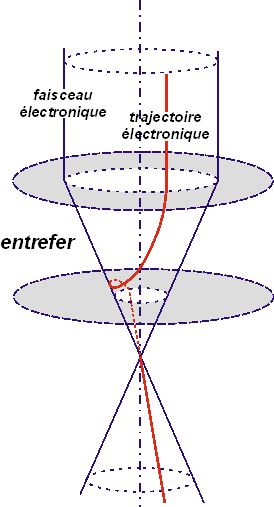 faisceau
électronique
trajectoire
électronique
entrefer